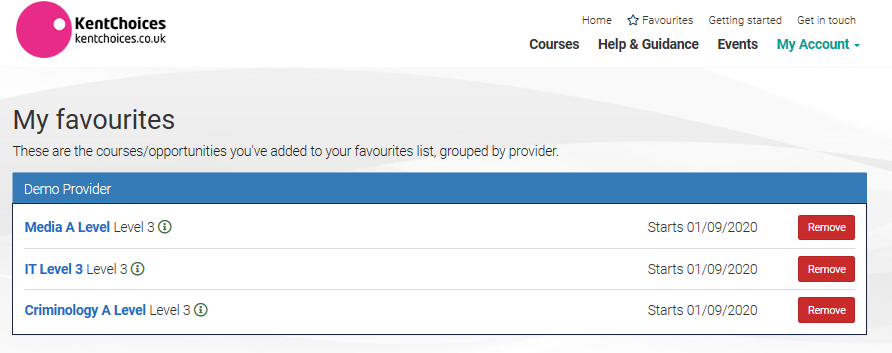 KentChoices
kentchoices.co.uk
Home Favourites Getting started Get in touch
Courses Help & Guidance Events My Account
My favourites
These are the courses/opportunities you've added to your favourites list, grouped by provider.
Demo Provider
Media A Level Level 3 Starts 01/09/2020 Remove
IT Level 3 Level 3 Starts 01/09/2020 Remove
Criminology A Level Level 3 Starts 01/09/2020 Remove